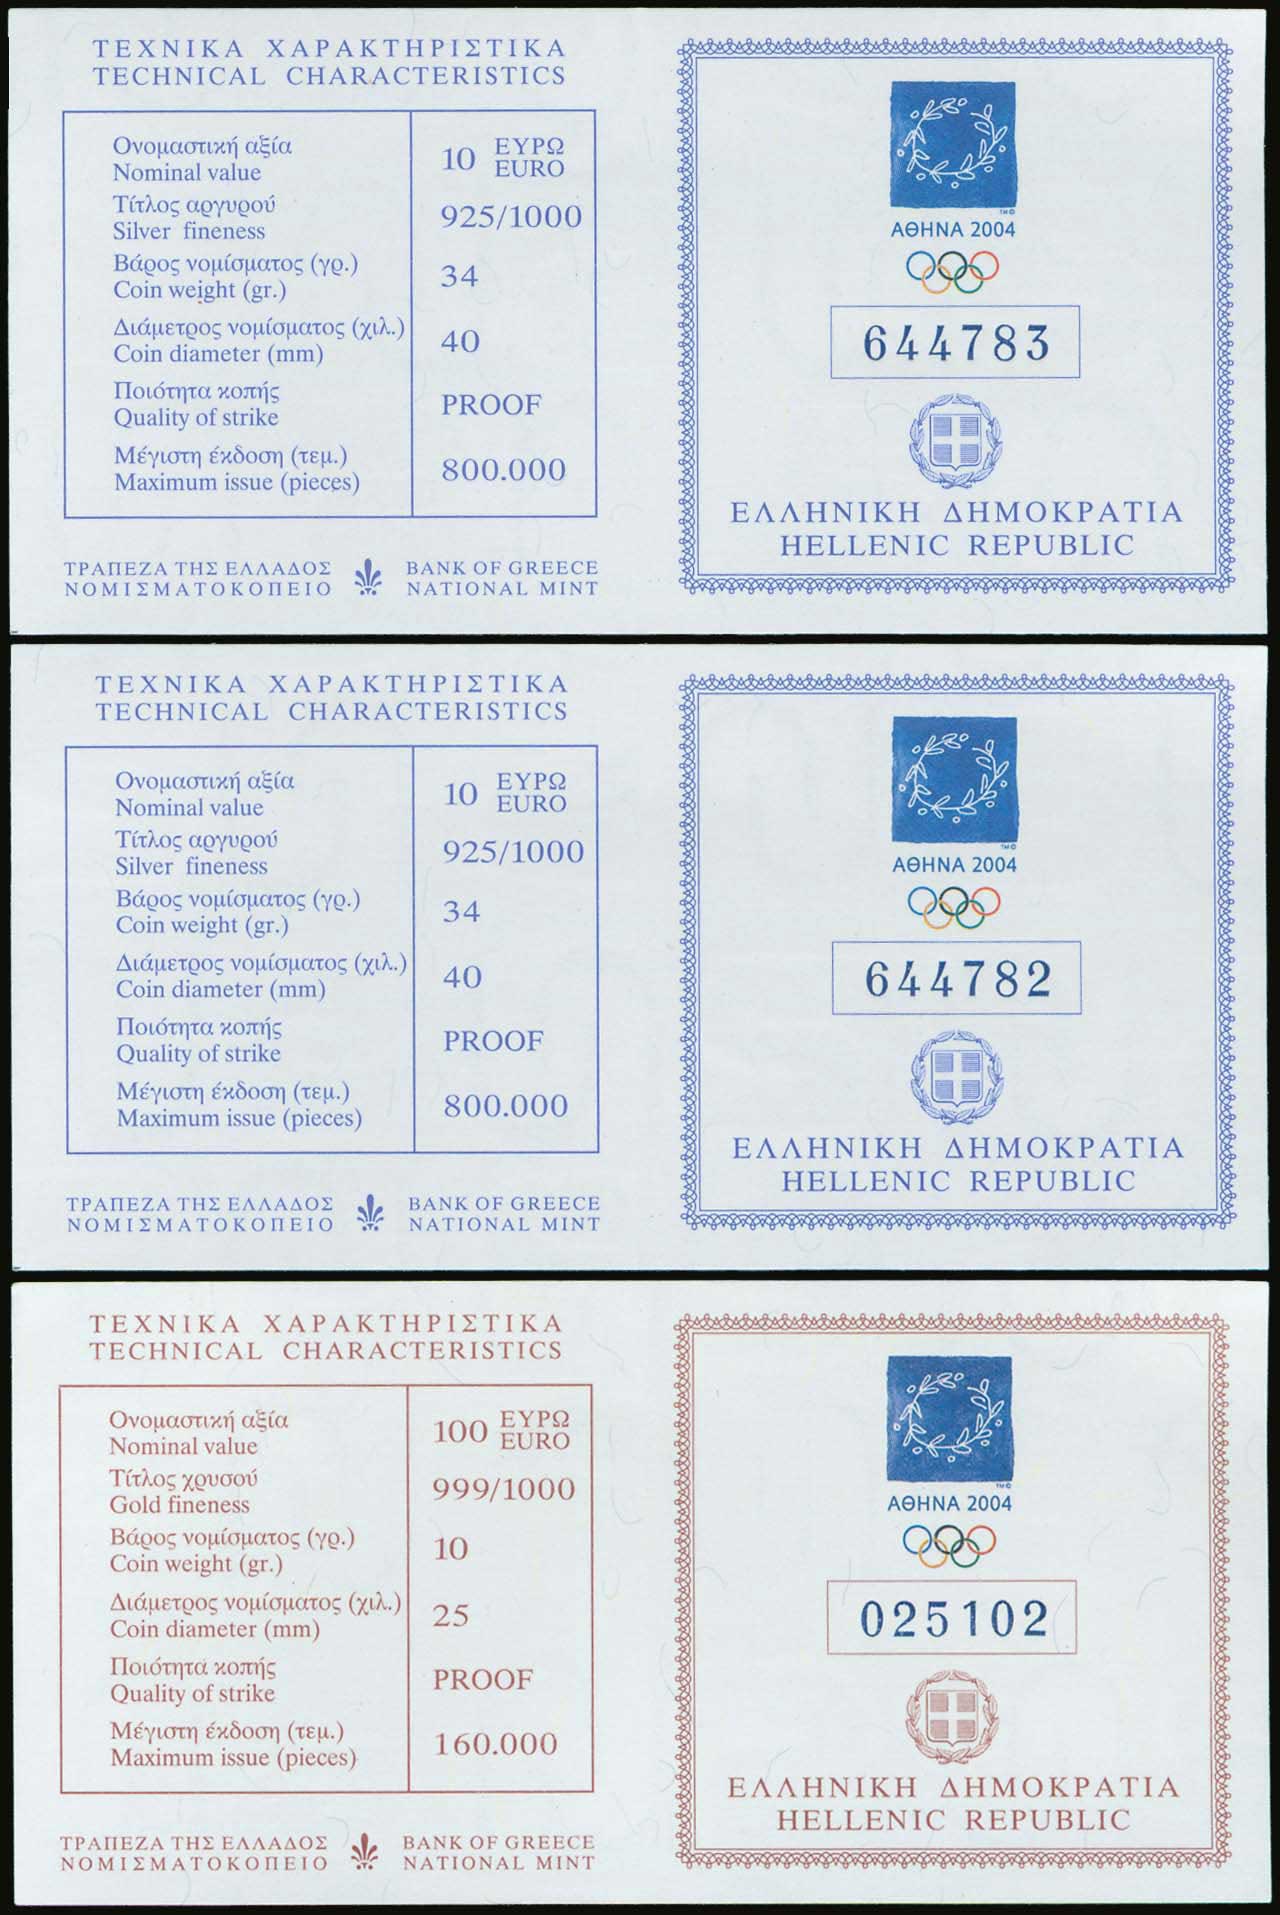 ΤΕΧΝΙΚΑ ΧΑΡΑΚΤΗΡΙΣΤΙΚΑ
TECHNICAL CHARACTERISTICS
Ονομαστική αξία
Nominal value
10 ΕΥΡΩ
EURO
Τίτλος αργυρού
Silver fineness
925/1000
Βάρος νομίσματος (γρ.)
Coin weight (gr.)
34
Διάμετρος νομίσματος (χιλ.)
Coin diameter (mm)
40
Ποιότητα κοπής
Quality of strike
PROOF
Μέγιστη έκδοση (τεμ.)
Maximum issue (pieces)
800.000
ΤΡΑΠΕΖΑ ΤΗΣ ΕΛΛΑΔΟΣ
ΝΟΜΙΣΜΑΤΟΚΟΠΕΙΟ
BANK OF GREECE
NATIONAL MINT
TM©
ΑΘΗΝΑ 2004
644783
ΕΛΛΗΝΙΚΗ ΔΗΜΟΚΡΑΤΙΑ
HELLENIC REPUBLIC
ΤΕΧΝΙΚΑ ΧΑΡΑΚΤΗΡΙΣΤΙΚΑ
TECHNICAL CHARACTERISTICS
Ονομαστική αξία
Nominal value
10 ΕΥΡΩ
EURO
Τίτλος αργυρού
Silver fineness
925/1000
Βάρος νομίσματος (γρ.)
Coin weight (gr.)
34
Διάμετρος νομίσματος (χιλ.)
Coin diameter (mm)
40
Ποιότητα κοπής
Quality of strike
PROOF
Μέγιστη έκδοση (τεμ.)
Maximum issue (pieces)
800.000
ΤΡΑΠΕΖΑ ΤΗΣ ΕΛΛΑΔΟΣ
ΝΟΜΙΣΜΑΤΟΚΟΠΕΙΟ
BANK OF GREECE
NATIONAL MINT
TM©
ΑΘΗΝΑ 2004
644782
ΕΛΛΗΝΙΚΗ ΔΗΜΟΚΡΑΤΙΑ
HELLENIC REPUBLIC
ΤΕΧΝΙΚΑ ΧΑΡΑΚΤΗΡΙΣΤΙΚΑ
TECHNICAL CHARACTERISTICS
Ονομαστική αξία
Nominal value
100 ΕΥΡΩ
EURO
Τίτλος χρυσού
Gold fineness
999/1000
Βάρος νομίσματος (γρ.)
Coin weight (gr.)
10
Διάμετρος νομίσματος (χιλ.)
Coin diameter (mm)
25
Ποιότητα κοπής
Quality of strike
PROOF
Μέγιστη έκδοση (τεμ.)
Maximum issue (pieces)
160.000
ΤΡΑΠΕΖΑ ΤΗΣ ΕΛΛΑΔΟΣ
ΝΟΜΙΣΜΑΤΟΚΟΠΕΙΟ
BANK OF GREECE
NATIONAL MINT
TM©
ΑΘΗΝΑ 2004
025102
ΕΛΛΗΝΙΚΗ ΔΗΜΟΚΡΑΤΙΑ
HELLENIC REPUBLIC